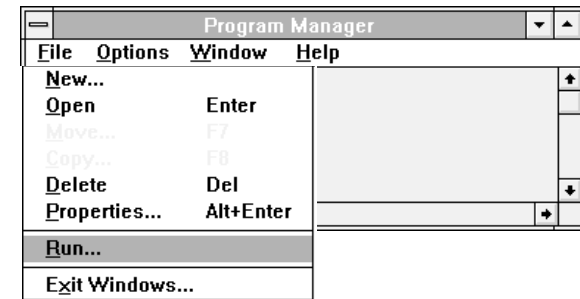 Program Manager
File Options Window Help
New...
Open Enter
Move... F7
Copy... F8
Delete Del
Properties... Alt+Enter
Run...
Exit Windows...